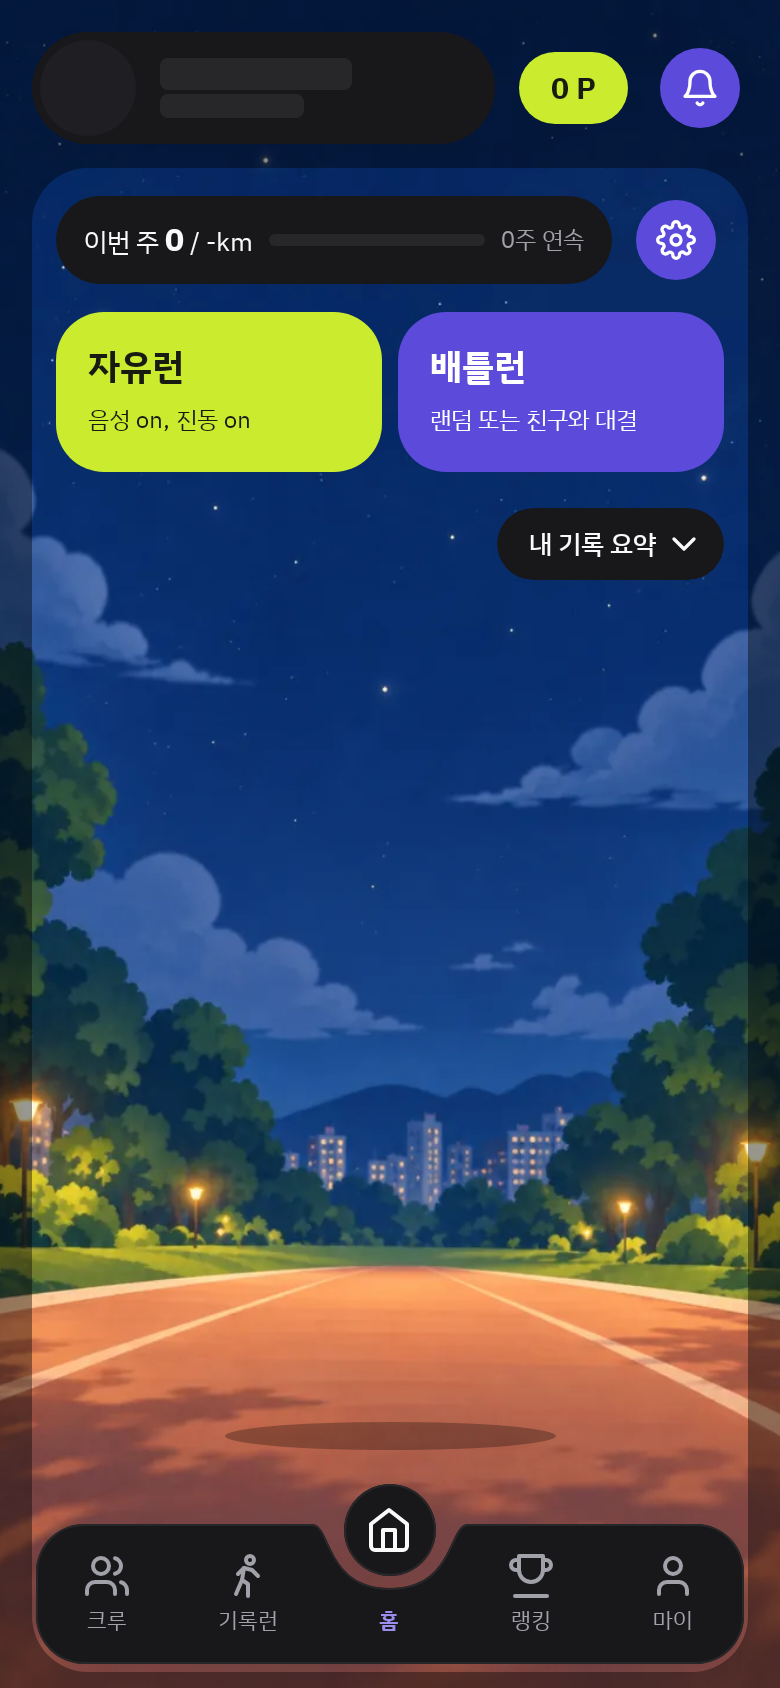 0 P
이번 주 0 / -km 0주 연속
자유런
음성 on, 진동 on
배틀런
랜덤 또는 친구와 대결
내 기록 요약
크루 기록런 홈 랭킹 마이